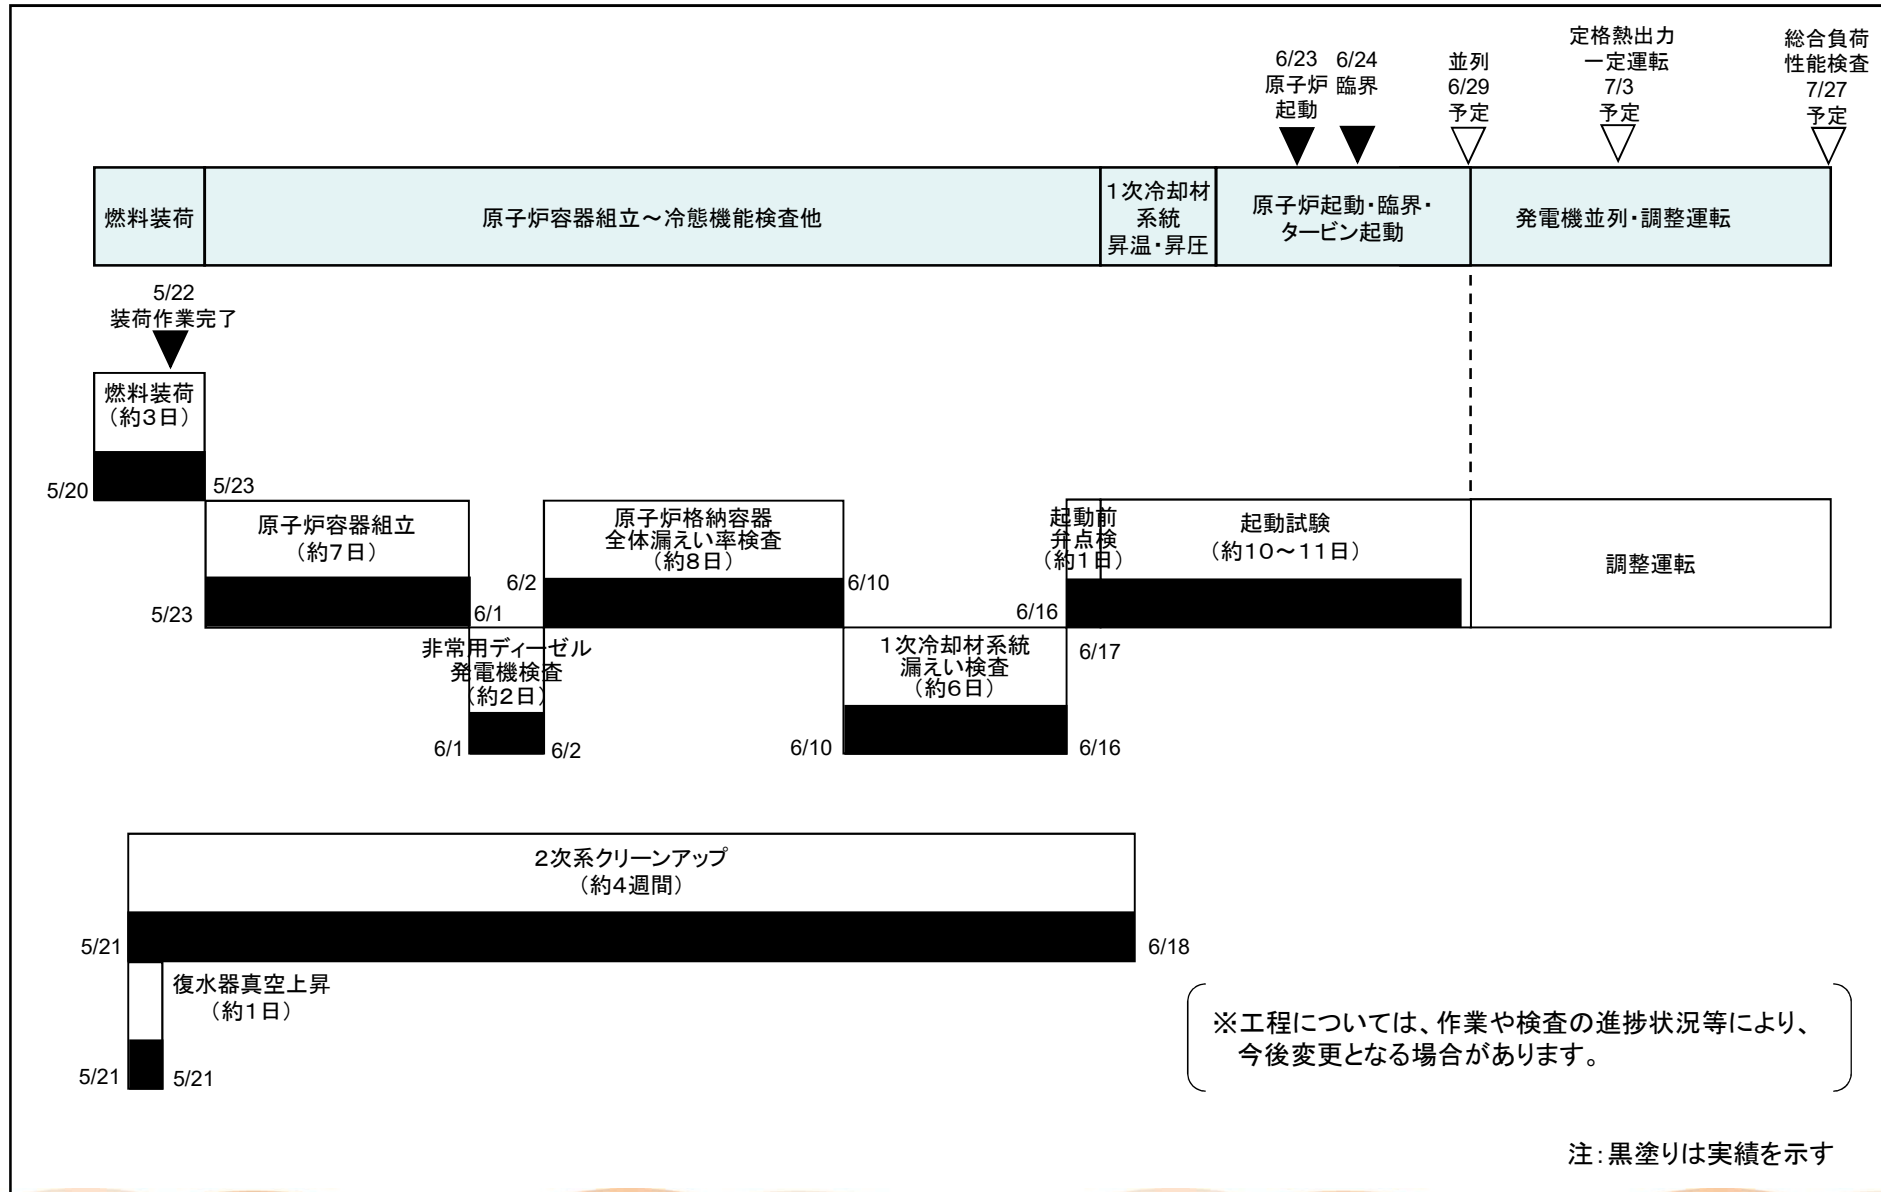 6/23
原子炉
起動
6/24
臨界
並列
6/29
予定
定格熱出力
一定運転
7/3
予定
総合負荷
性能検査
7/27
予定
燃料装荷
原子炉容器組立～冷態機能検査他
1次冷却材
系統
昇温・昇圧
原子炉起動・臨界・
タービン起動
発電機並列・調整運転
5/22
装荷作業完了
燃料装荷
（約3日）
5/20
5/23
原子炉容器組立
（約7日）
5/23
6/1
非常用ディーゼル
発電機検査
（約2日）
6/1
6/2
原子炉格納容器
全体漏えい率検査
（約8日）
6/2
6/10
1次冷却材系統
漏えい検査
（約6日）
6/10
6/16
起動前
弁点検
（約1日）
6/16
6/17
起動試験
（約10～11日）
調整運転
2次系クリーンアップ
（約4週間）
5/21
6/18
復水器真空上昇
（約1日）
5/21
5/21
※工程については、作業や検査の進捗状況等により、
今後変更となる場合があります。
注：黒塗りは実績を示す